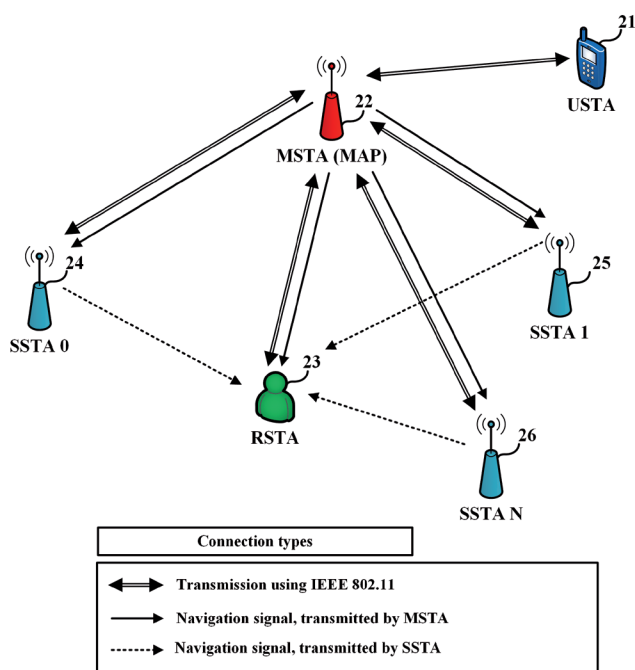 21
USTA
22
MSTA (MAP)
24
SSTA 0
25
SSTA 1
23
RSTA
26
SSTA N
Connection types
Transmission using IEEE 802.11
Navigation signal, transmitted by MSTA
Navigation signal, transmitted by SSTA